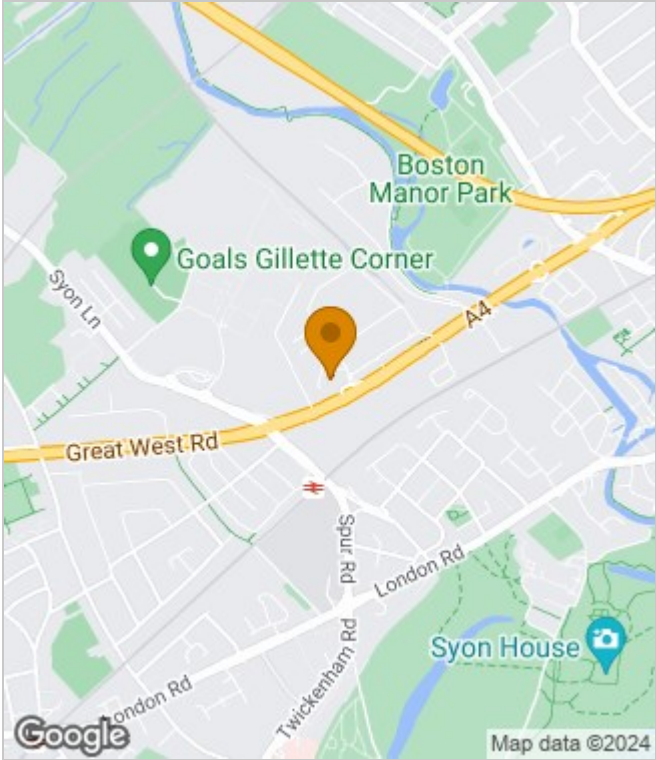 Boston
Manor Park
Goals Gillette Corner
Syon Ln
A4
Great West Rd
Spur Rd
London Rd
Syon House
Twickenham Rd
London Rd
Google
Map data ©2024